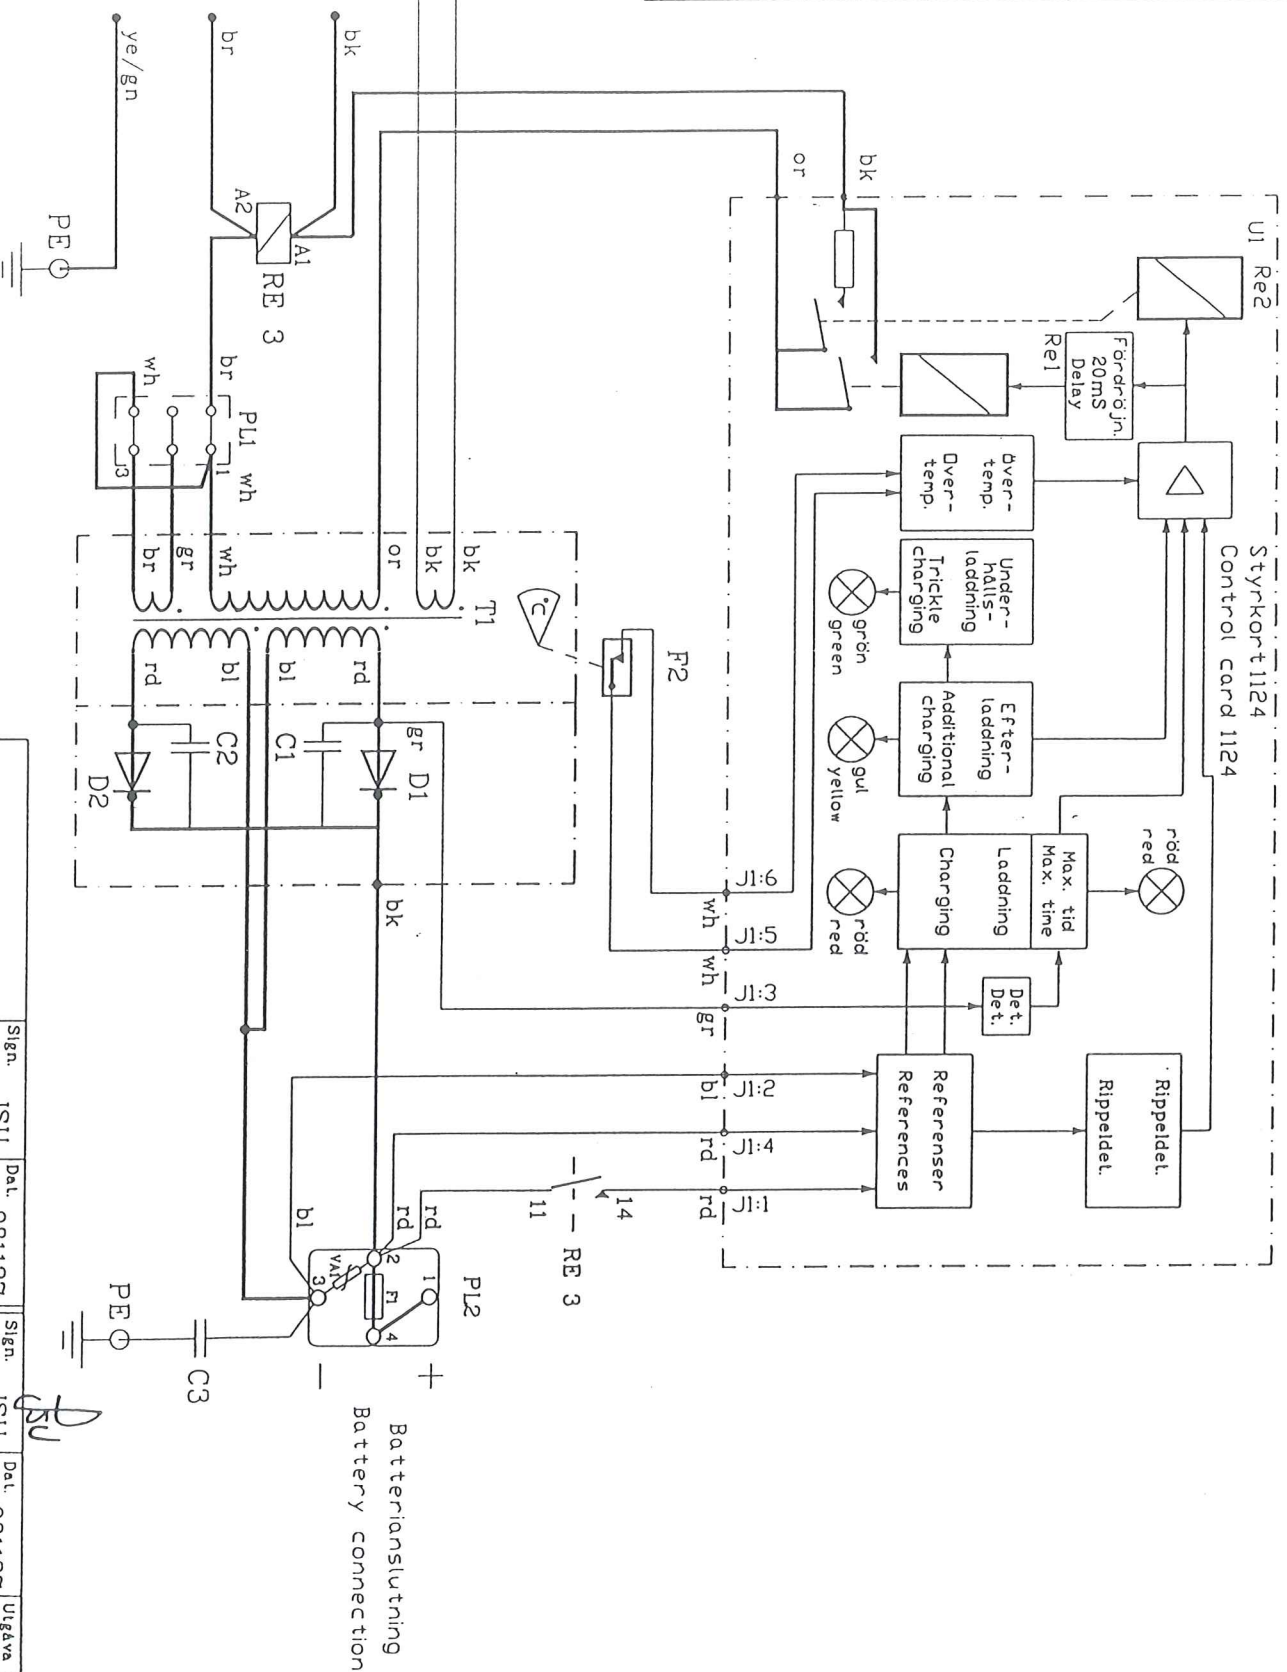 Styrkort 1124
Control card 1124
U1
Re2
Fördröjn.
20mS
Delay
Re1
Över-
temp.
Over-
temp.
Under-
hålls-
laddning
Trickle
charging
grön
green
Efter-
laddning
Additional
charging
gul
yellow
Max. tid
Max. time
Laddning
Charging
röd
red
röd
red
Det.
Det.
Referenser
References
Rippeldet.
Rippeldet.
bk
or
J1:6
wh
J1:5
wh
J1:3
gr
J1:2
bl
J1:4
rd
J1:1
rd
14
11
RE 3
bk
br
ye/gn
A2
A1
RE 3
PE
br
wh
PL1
1
3
wh
bk
bk
or
wh
gr
br
T1
°C
F2
rd
bl
bl
rd
gr
C1
D1
C2
D2
bk
rd
rd
bl
PL2
1
2
3
4
F1
VA1
+
−
Batterianslutning
Battery connection
C3
PE
Sign.
Dat.
Sign.
Dat.
Utgåva